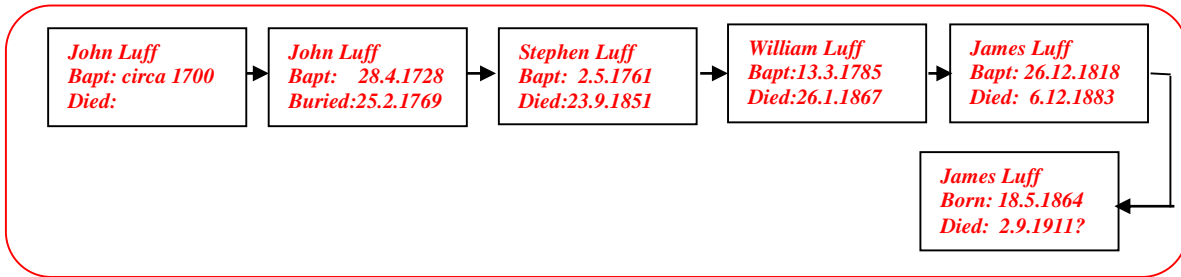 John Luff
Bapt: circa 1700
Died:
John Luff
Bapt: 28.4.1728
Buried:25.2.1769
Stephen Luff
Bapt: 2.5.1761
Died:23.9.1851
William Luff
Bapt:13.3.1785
Died:26.1.1867
James Luff
Bapt: 26.12.1818
Died: 6.12.1883
James Luff
Born: 18.5.1864
Died: 2.9.1911?